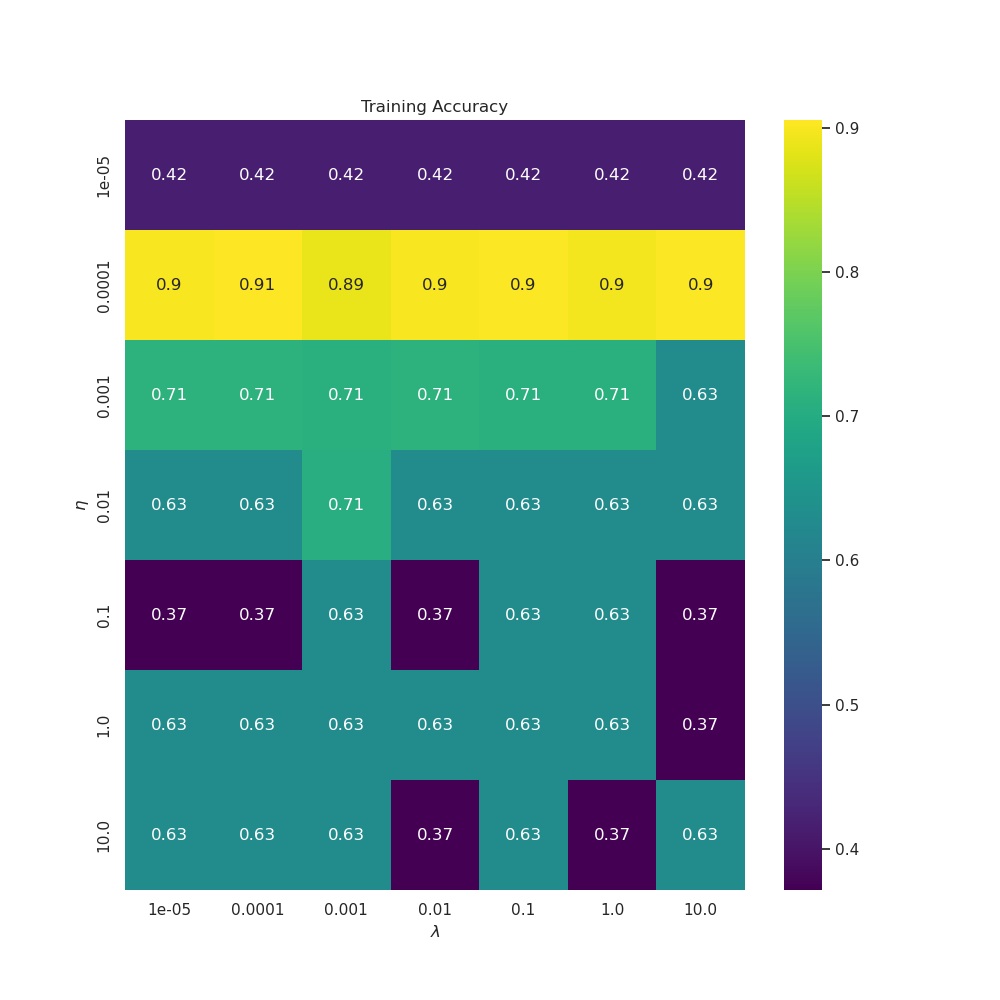 Training Accuracy
1e-05 0.42 0.42 0.42 0.42 0.42 0.42 0.42
0.0001 0.9 0.91 0.89 0.9 0.9 0.9 0.9
0.001 0.71 0.71 0.71 0.71 0.71 0.71 0.63
η
0.01 0.63 0.63 0.71 0.63 0.63 0.63 0.63
0.1 0.37 0.37 0.63 0.37 0.63 0.63 0.37
1.0 0.63 0.63 0.63 0.63 0.63 0.63 0.37
10.0 0.63 0.63 0.63 0.37 0.63 0.37 0.63
1e-05 0.0001 0.001 0.01 0.1 1.0 10.0
λ
0.9
0.8
0.7
0.6
0.5
0.4